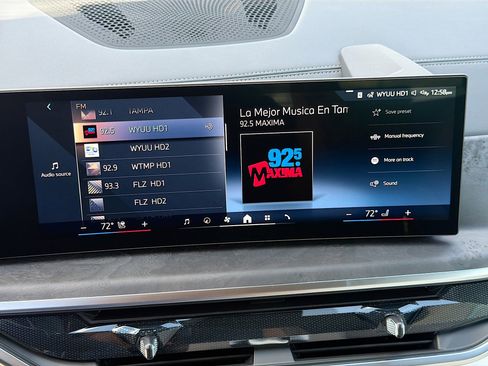 WYUU HD1 12:58pm
FM
92.1 TAMPA
92.5 WYUU HD1
WYUU HD2
92.9 WTMP HD1
93.3 FLZ HD1
FLZ HD2
Audio source
La Mejor Musica En Tam
92.5 MAXIMA
92.5
MAXIMA
Save preset
Manual frequency
More on track
Sound
− 72° +
− 72° +